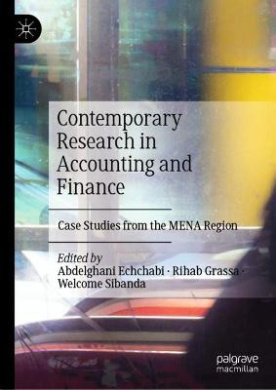 Contemporary
Research in
Accounting and
Finance
Case Studies from the MENA Region
Edited by
Abdelghani Echchabi · Rihab Grassa ·
Welcome Sibanda
palgrave
macmillan